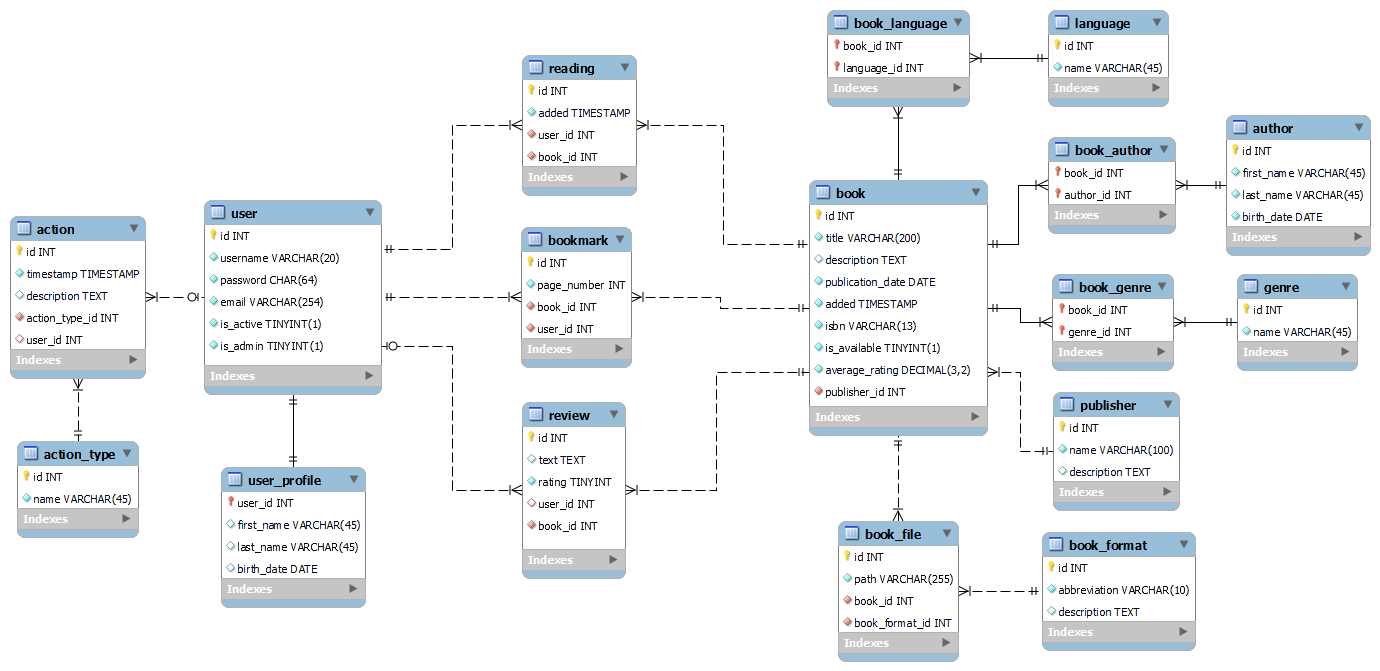 book_language
book_id INT
language_id INT
Indexes
language
id INT
name VARCHAR(45)
Indexes
reading
id INT
added TIMESTAMP
user_id INT
book_id INT
Indexes
book_author
book_id INT
author_id INT
Indexes
author
id INT
first_name VARCHAR(45)
last_name VARCHAR(45)
birth_date DATE
Indexes
action
id INT
timestamp TIMESTAMP
description TEXT
action_type_id INT
user_id INT
Indexes
user
id INT
username VARCHAR(20)
password CHAR(64)
email VARCHAR(254)
is_active TINYINT(1)
is_admin TINYINT(1)
Indexes
bookmark
id INT
page_number INT
book_id INT
user_id INT
Indexes
book
id INT
title VARCHAR(200)
description TEXT
publication_date DATE
added TIMESTAMP
isbn VARCHAR(13)
is_available TINYINT(1)
average_rating DECIMAL(3,2)
publisher_id INT
Indexes
book_genre
book_id INT
genre_id INT
Indexes
genre
id INT
name VARCHAR(45)
Indexes
action_type
id INT
name VARCHAR(45)
Indexes
user_profile
user_id INT
first_name VARCHAR(45)
last_name VARCHAR(45)
birth_date DATE
Indexes
review
id INT
text TEXT
rating TINYINT
user_id INT
book_id INT
Indexes
publisher
id INT
name VARCHAR(100)
description TEXT
Indexes
book_file
id INT
path VARCHAR(255)
book_id INT
book_format_id INT
Indexes
book_format
id INT
abbreviation VARCHAR(10)
description TEXT
Indexes